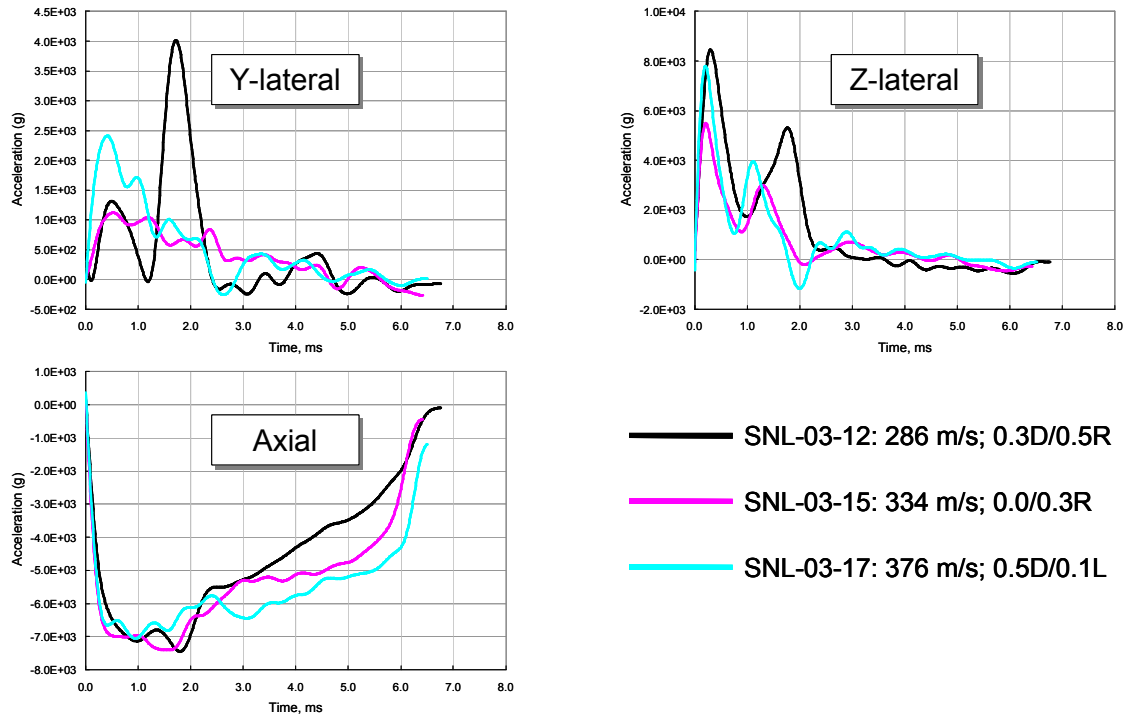 4.5E+03
4.0E+03
3.5E+03
3.0E+03
2.5E+03
2.0E+03
1.5E+03
1.0E+03
5.0E+02
0.0E+00
-5.0E+02
Acceleration (g)
Y-lateral
0.0 1.0 2.0 3.0 4.0 5.0 6.0 7.0 8.0
Time, ms
1.0E+04
8.0E+03
6.0E+03
4.0E+03
2.0E+03
0.0E+00
-2.0E+03
Acceleration (g)
Z-lateral
0.0 1.0 2.0 3.0 4.0 5.0 6.0 7.0 8.0
Time, ms
1.0E+03
0.0E+00
-1.0E+03
-2.0E+03
-3.0E+03
-4.0E+03
-5.0E+03
-6.0E+03
-7.0E+03
-8.0E+03
Acceleration (g)
Axial
0.0 1.0 2.0 3.0 4.0 5.0 6.0 7.0 8.0
Time, ms
SNL-03-12: 286 m/s; 0.3D/0.5R
SNL-03-15: 334 m/s; 0.0/0.3R
SNL-03-17: 376 m/s; 0.5D/0.1L